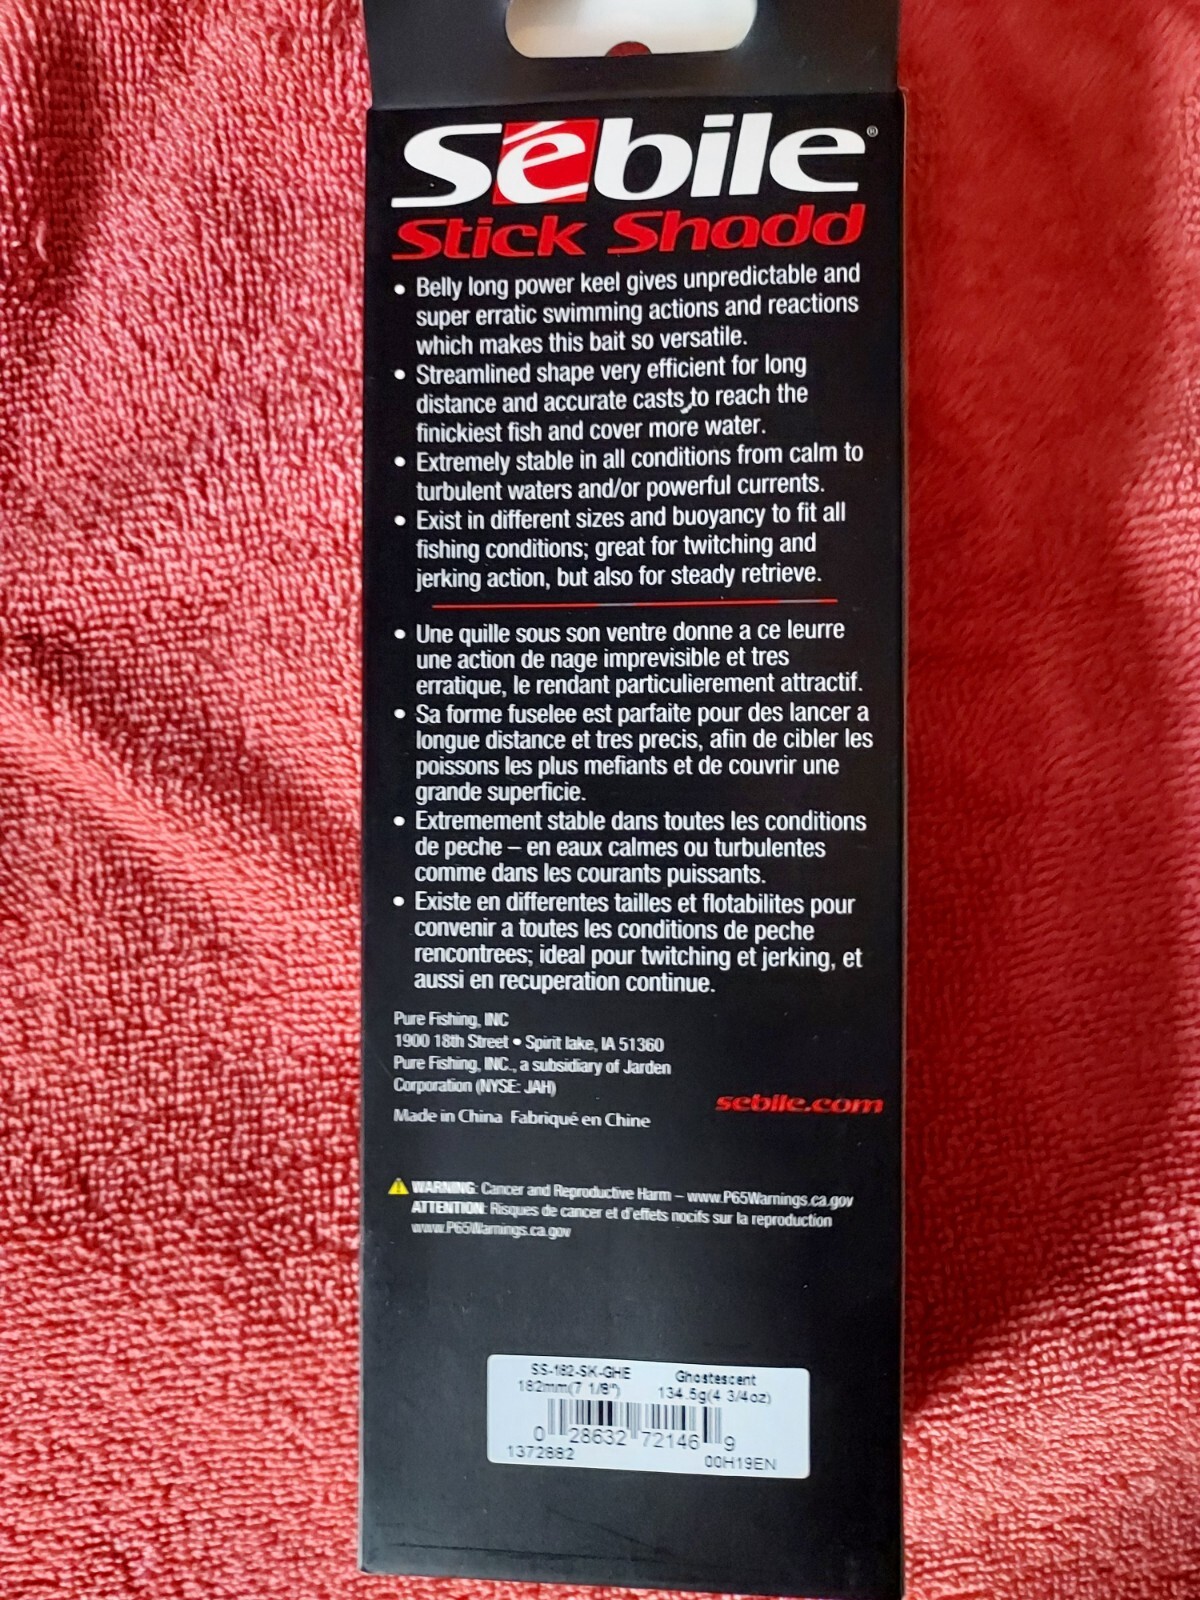 Sébile®
Stick Shadd
• Belly long power keel gives unpredictable and
super erratic swimming actions and reactions
which makes this bait so versatile.
• Streamlined shape very efficient for long
distance and accurate casts to reach the
finickiest fish and cover more water.
• Extremely stable in all conditions from calm to
turbulent waters and/or powerful currents.
• Exist in different sizes and buoyancy to fit all
fishing conditions; great for twitching and
jerking action, but also for steady retrieve.
• Une quille sous son ventre donne a ce leurre
une action de nage imprevisible et tres
erratique, le rendant particulierement attractif.
• Sa forme fuselee est parfaite pour des lancer a
longue distance et tres precis, afin de cibler les
poissons les plus mefiants et de couvrir une
grande superficie.
• Extremement stable dans toutes les conditions
de peche – en eaux calmes ou turbulentes
comme dans les courants puissants.
• Existe en differentes tailles et flotabilites pour
convenir a toutes les conditions de peche
rencontrees; ideal pour twitching et jerking, et
aussi en recuperation continue.
Pure Fishing, INC
1900 18th Street • Spirit lake, IA 51360
Pure Fishing, INC., a subsidiary of Jarden
Corporation (NYSE: JAH)
sebile.com
Made in China Fabriqué en Chine
WARNING: Cancer and Reproductive Harm – www.P65Warnings.ca.gov
ATTENTION: Risques de cancer et d'effets nocifs sur la reproduction
www.P65Warnings.ca.gov
SS-182-SK-GHE Ghostescent
182mm(7 1/8") 134.5g(4 3/4oz)
0 28632 72146 9
1372882 00H19EN